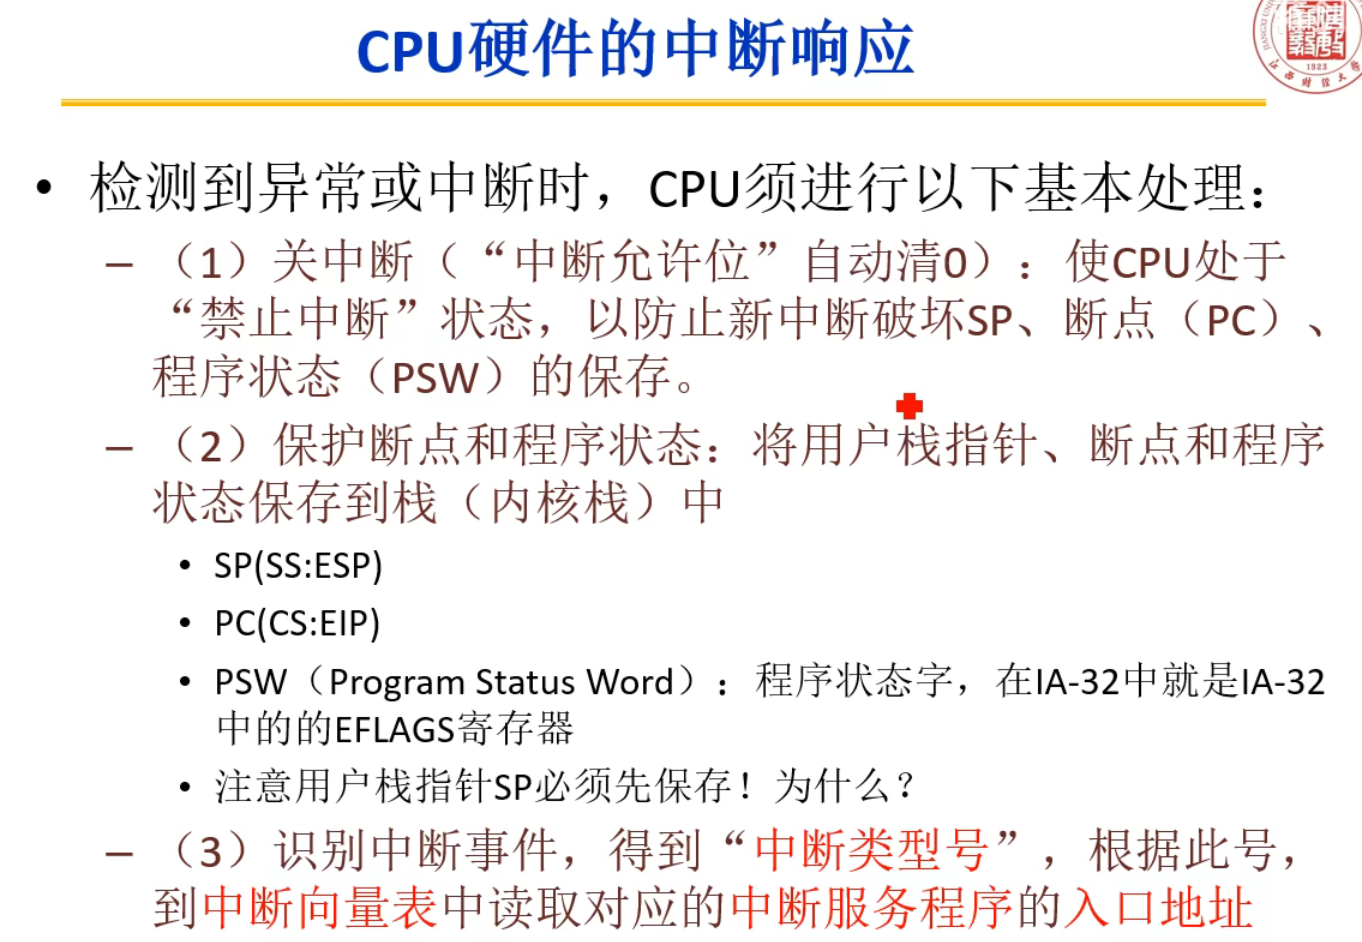 CPU硬件的中断响应
• 检测到异常或中断时，CPU须进行以下基本处理：
– （1）关中断（“中断允许位”自动清0）：使CPU处于
“禁止中断”状态，以防止新中断破坏SP、断点（PC）、
程序状态（PSW）的保存。
– （2）保护断点和程序状态：将用户栈指针、断点和程序
状态保存到栈（内核栈）中
• SP(SS:ESP)
• PC(CS:EIP)
• PSW（Program Status Word）：程序状态字，在IA-32中就是IA-32
中的的EFLAGS寄存器
• 注意用户栈指针SP必须先保存！为什么？
– （3）识别中断事件，得到“中断类型号”，根据此号，
到中断向量表中读取对应的中断服务程序的入口地址
1923